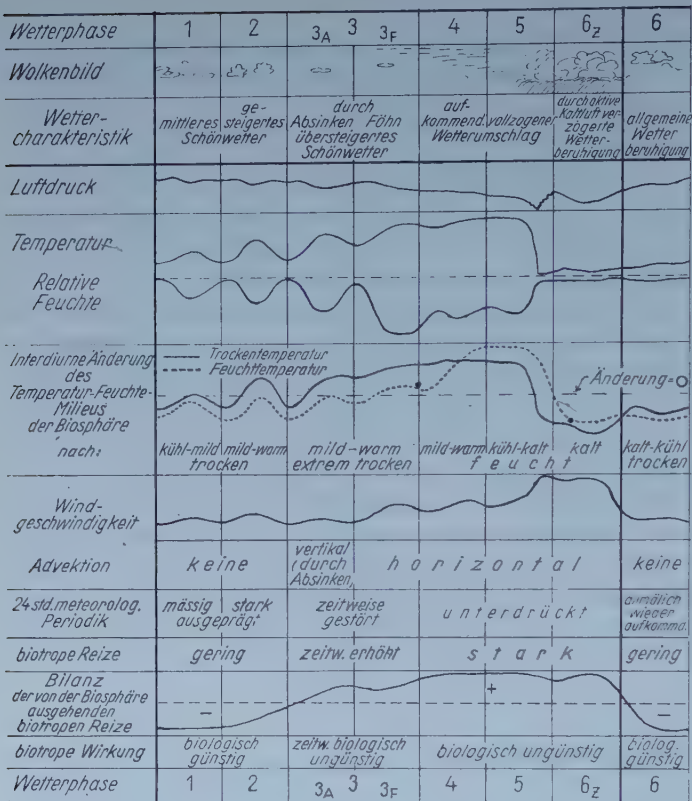 Wetterphase 1 2 3A 3 3F 4 5 6Z 6
Wolkenbild
Wetter-
charakteristik
mittleres
ge-
steigertes
Schönwetter
durch
Absinken Föhn
übersteigertes
Schönwetter
auf-
kommend. vollzogener
Wetterumschlag
durch aktive
Kaltluft ver-
zögerte
Wetter-
beruhigung
allgemeine
Wetter
beruhigung
Luftdruck
Temperatur
Relative
Feuchte
Interdiurne Änderung
des
Temperatur-Feuchte-
Milieus
der Biosphäre
nach:
Trockentemperatur
Feuchttemperatur
Änderung=0
kühl-mild mild-warm
trocken
mild-warm
extrem trocken
mild-warm kühl-kalt kalt
feucht
kalt-kühl
trocken
Wind-
geschwindigkeit
Advektion
keine
vertikal
(durch
Absinken)
horizontal
keine
24 std. meteorolog.
Periodik
mässig stark
ausgeprägt
zeitweise
gestört
unterdrückt
allmälich
wieder
aufkomma.
biotrope Reize
gering
zeitw. erhöht
stark
gering
Bilanz
der von der Biosphäre
ausgehenden
biotropen Reize
− + −
biotrope Wirkung
biologisch
günstig
zeitw. biologisch
ungünstig
biologisch ungünstig
biolog.
günstig
Wetterphase 1 2 3A 3 3F 4 5 6Z 6